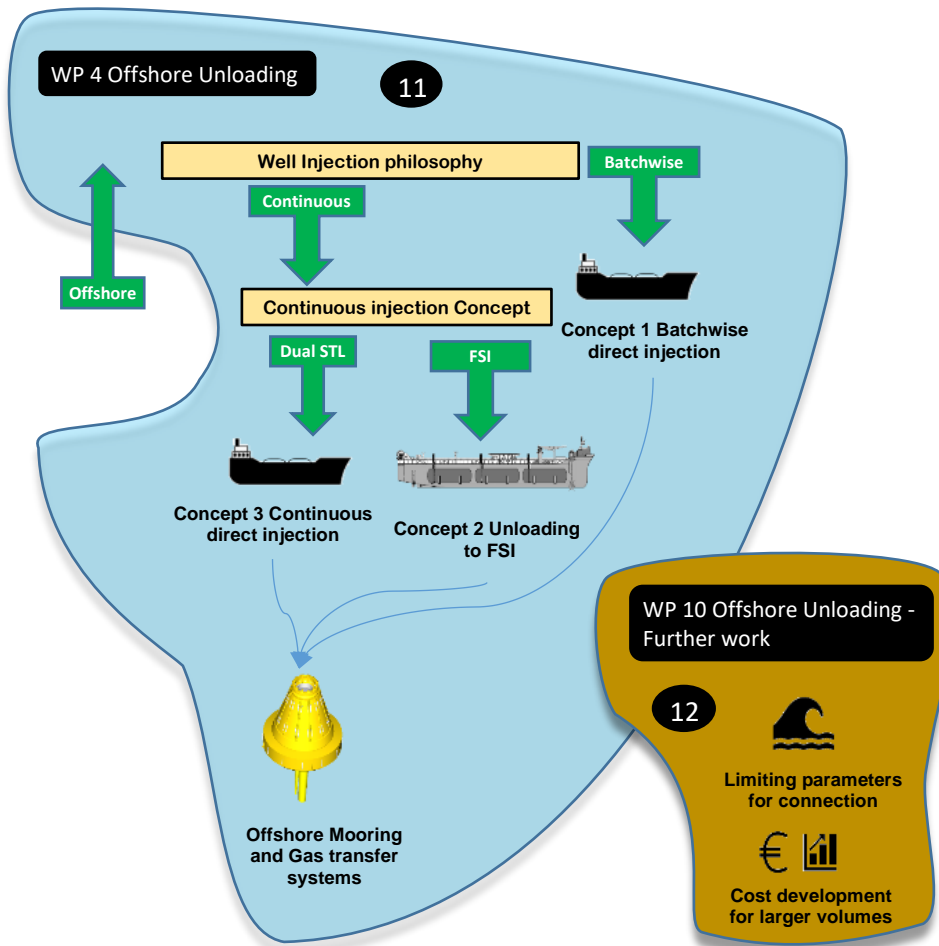 WP 4 Offshore Unloading
11
Well Injection philosophy
Batchwise
Continuous
Offshore
Continuous injection Concept
Concept 1 Batchwise
direct injection
Dual STL
FSI
Concept 3 Continuous
direct injection
Concept 2 Unloading
to FSI
WP 10 Offshore Unloading -
Further work
12
Limiting parameters
for connection
Offshore Mooring
and Gas transfer
systems
€
Cost development
for larger volumes